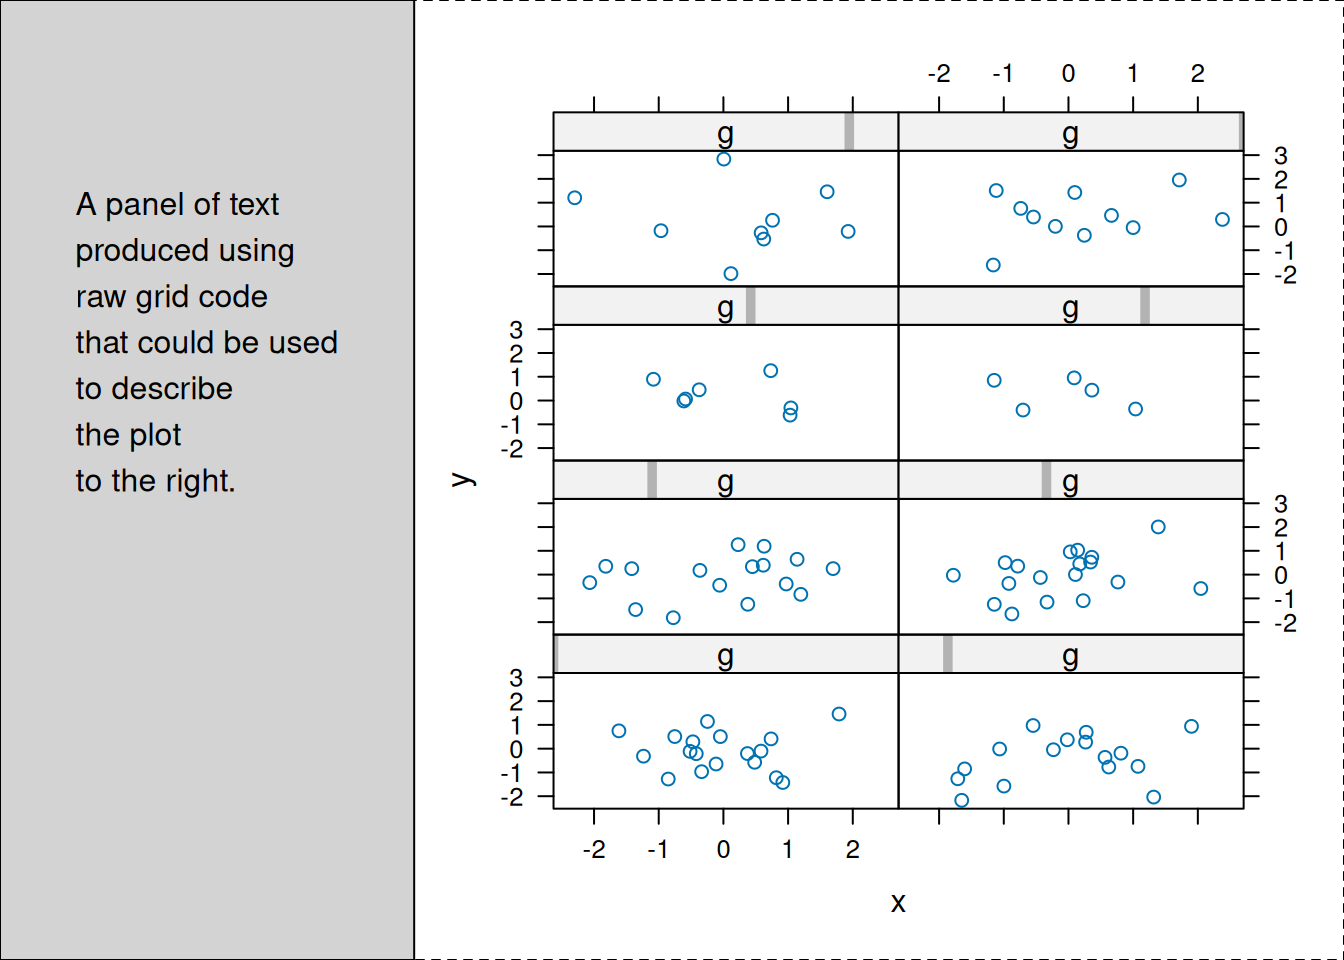 A panel of text
produced using
raw grid code
that could be used
to describe
the plot
to the right.
-2 -1 0 1 2
g g
3
2
1
0
-1
-2
g g
3
2
1
0
-1
-2
y
g g
3
2
1
0
-1
-2
g g
3
2
1
0
-1
-2
-2 -1 0 1 2
x